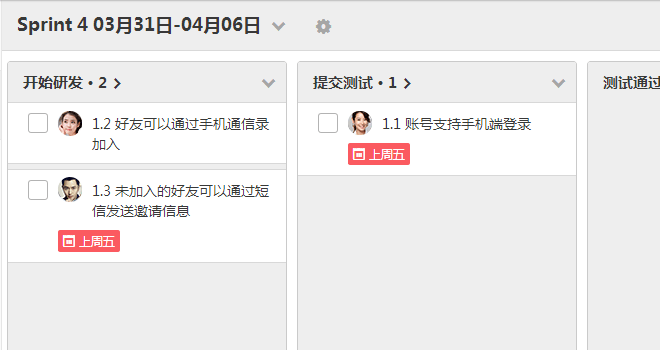 Sprint 4 03月31日-04月06日
开始研发 • 2
1.2 好友可以通过手机通信录
加入
1.3 未加入的好友可以通过短
信发送邀请信息
上周五
提交测试 • 1
1.1 账号支持手机端登录
上周五
测试通过